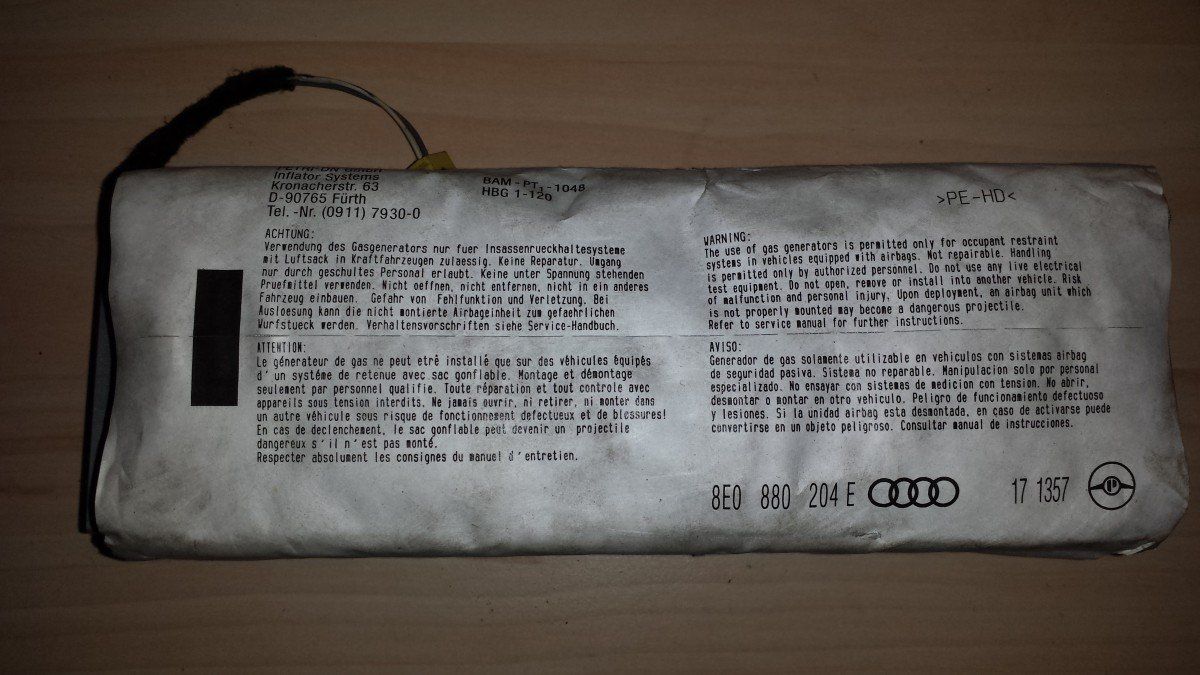 PETRI-DN GmbH
Inflator Systems
Kronacherstr. 63
D-90765 Fürth
Tel. -Nr. (0911) 7930-0
BAM-PT₁-1048
HBG 1-120
>PE-HD<
ACHTUNG:
Verwendung des Gasgenerators nur fuer Insassenrueckhaltesysteme
mit Luftsack in Kraftfahrzeugen zulaessig. Keine Reparatur. Umgang
nur durch geschultes Personal erlaubt. Keine unter Spannung stehenden
Pruefmittel verwenden. Nicht oeffnen, nicht entfernen, nicht in ein anderes
Fahrzeug einbauen. Gefahr von Fehlfunktion und Verletzung. Bei
Ausloesung kann die nicht montierte Airbageinheit zum gefaehrlichen
Wurfstueck werden. Verhaltensvorschriften siehe Service-Handbuch.
WARNING:
The use of gas generators is permitted only for occupant restraint
systems in vehicles equipped with airbags. Not repairable. Handling
is permitted only by authorized personnel. Do not use any live electrical
test equipment. Do not open, remove or install into another vehicle. Risk
of malfunction and personal injury. Upon deployment, an airbag unit which
is not properly mounted may become a dangerous projectile.
Refer to service manual for further instructions.
ATTENTION:
Le générateur de gas ne peut etrê installé que sur des véhicules équipés
d'un systéme de retenue avec sac gonflable. Montage et démontage
seulement par personnel qualifie. Toute réparation et tout controle avec
appareils sous tension interdits. Ne jamais ouvrir, ni retirer, ni monter dans
un autre véhicule sous risque de fonctionnement defectueux et de blessures!
En cas de declenchement, le sac gonflable peut devenir un projectile
dangereux s'il n'est pas monté.
Respecter absolument les consignes du manuel d'entretien.
AVISO:
Generador de gas solamente utilizable en vehiculos con sistemas airbag
de seguridad pasiva. Sistema no reparable. Manipulacion solo por personal
especializado. No ensayar con sistemas de medicion con tension. No abrir,
desmontar o montar en otro vehiculo. Peligro de funcionamiento defectuoso
y lesiones. Si la unidad airbag esta desmontada, en caso de activarse puede
convertirse en un objeto peligroso. Consultar manual de instrucciones.
8E0 880 204 E
17 1357